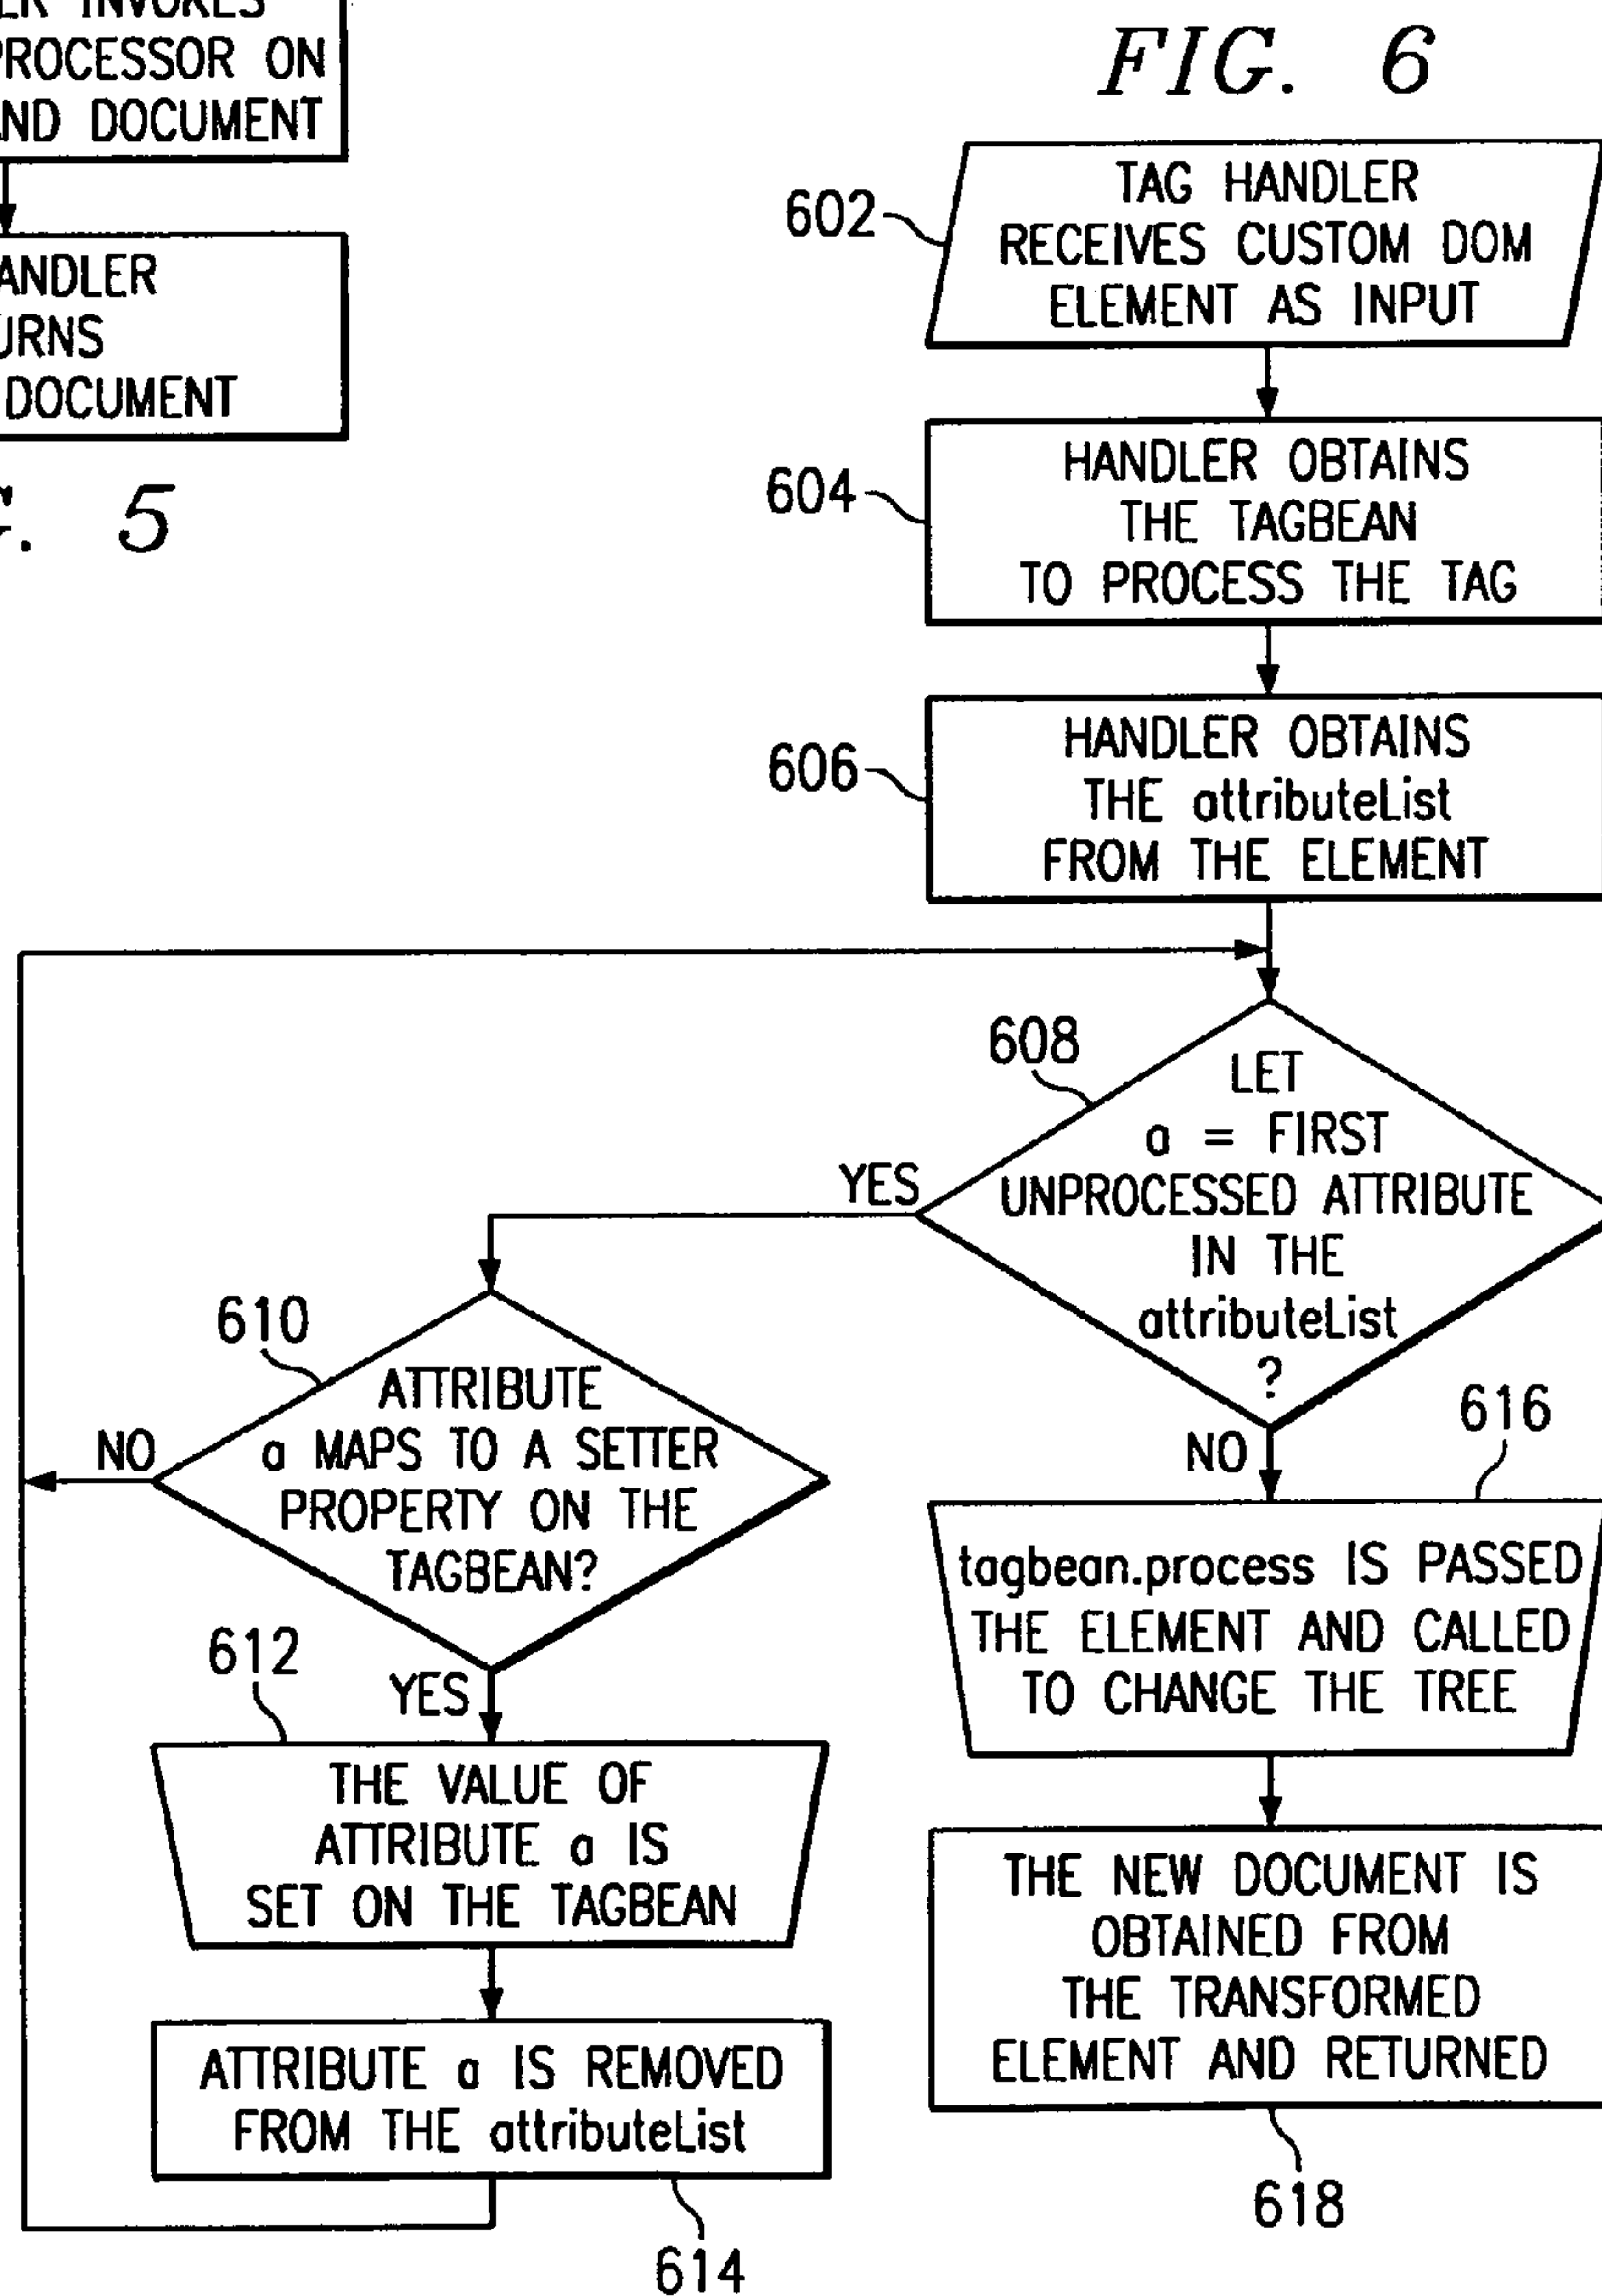 INVOKES
PROCESSOR ON
AND DOCUMENT
DOCUMENT
5
FIG. 6
602
TAG HANDLER
RECEIVES CUSTOM DOM
ELEMENT AS INPUT
604
HANDLER OBTAINS
THE TAGBEAN
TO PROCESS THE TAG
606
HANDLER OBTAINS
THE attributeList
FROM THE ELEMENT
608
LET
a = FIRST
UNPROCESSED ATTRIBUTE
IN THE
attributeList
?
YES
NO
610
ATTRIBUTE
a MAPS TO A SETTER
PROPERTY ON THE
TAGBEAN?
NO
YES
612
THE VALUE OF
ATTRIBUTE a IS
SET ON THE TAGBEAN
ATTRIBUTE a IS REMOVED
FROM THE attributeList
614
616
tagbean.process IS PASSED
THE ELEMENT AND CALLED
TO CHANGE THE TREE
THE NEW DOCUMENT IS
OBTAINED FROM
THE TRANSFORMED
ELEMENT AND RETURNED
618